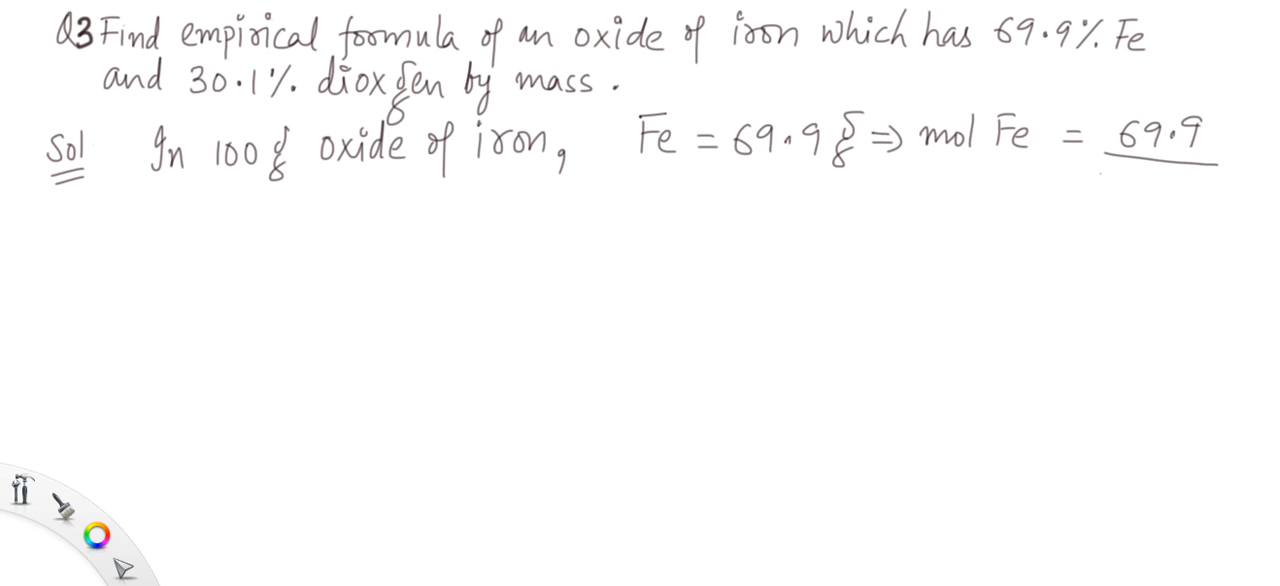 Q3 Find empirical formula of an oxide of iron which has 69.9% Fe
and 30.1% dioxygen by mass.
Sol In 100g oxide of iron, Fe = 69.9g ⇒ mol Fe = 69.9